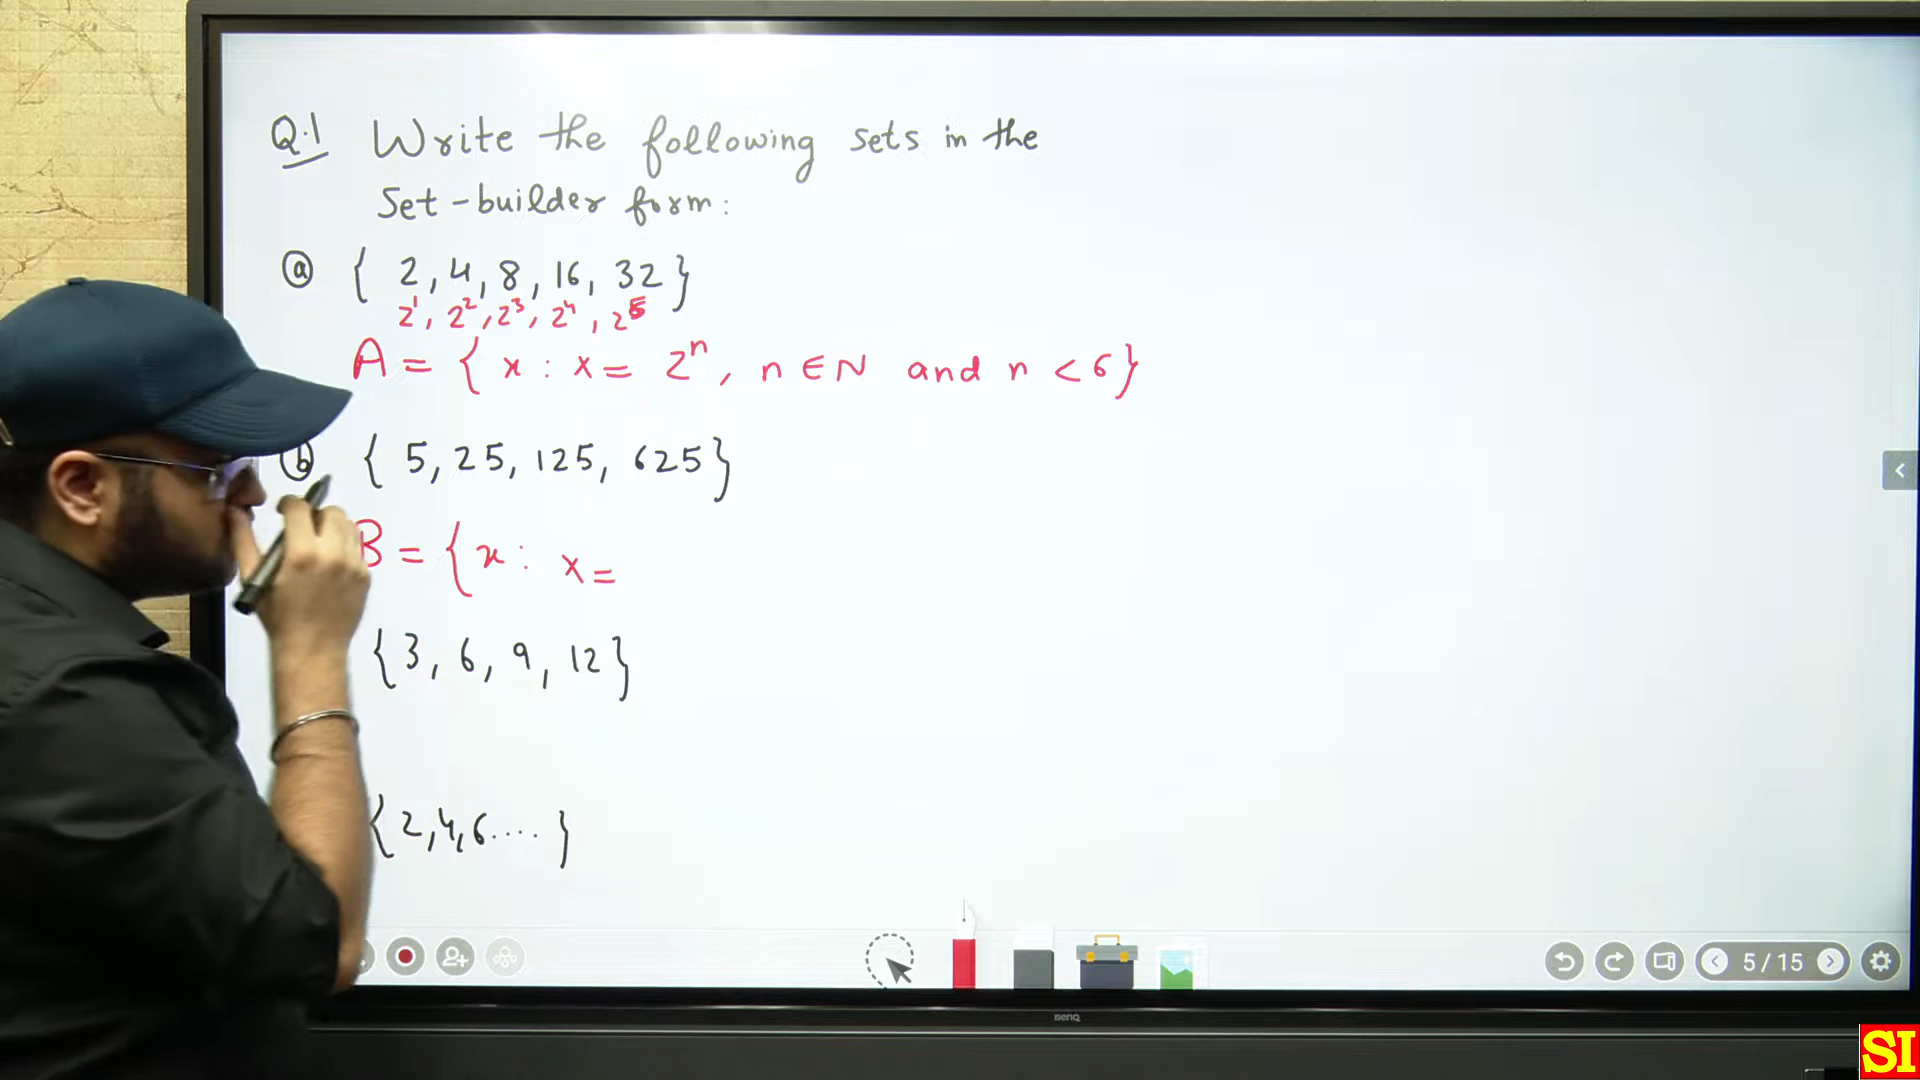 Q.1 Write the following sets in the
Set-builder form:
ⓐ { 2, 4, 8, 16, 32 }
2¹, 2², 2³, 2⁴, 2⁵
A = { x : x = 2ⁿ, n ∈ N and n < 6 }
ⓑ { 5, 25, 125, 625 }
B = { x : x =
{ 3, 6, 9, 12 }
{ 2, 4, 6 .... }
5 / 15
BenQ
SI